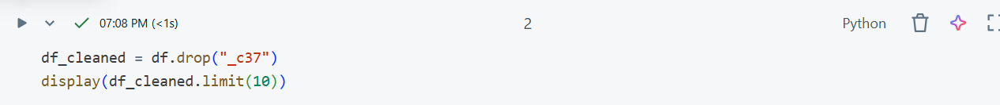 07:08 PM (<1s)
2
Python
df_cleaned = df.drop("_c37")
display(df_cleaned.limit(10))